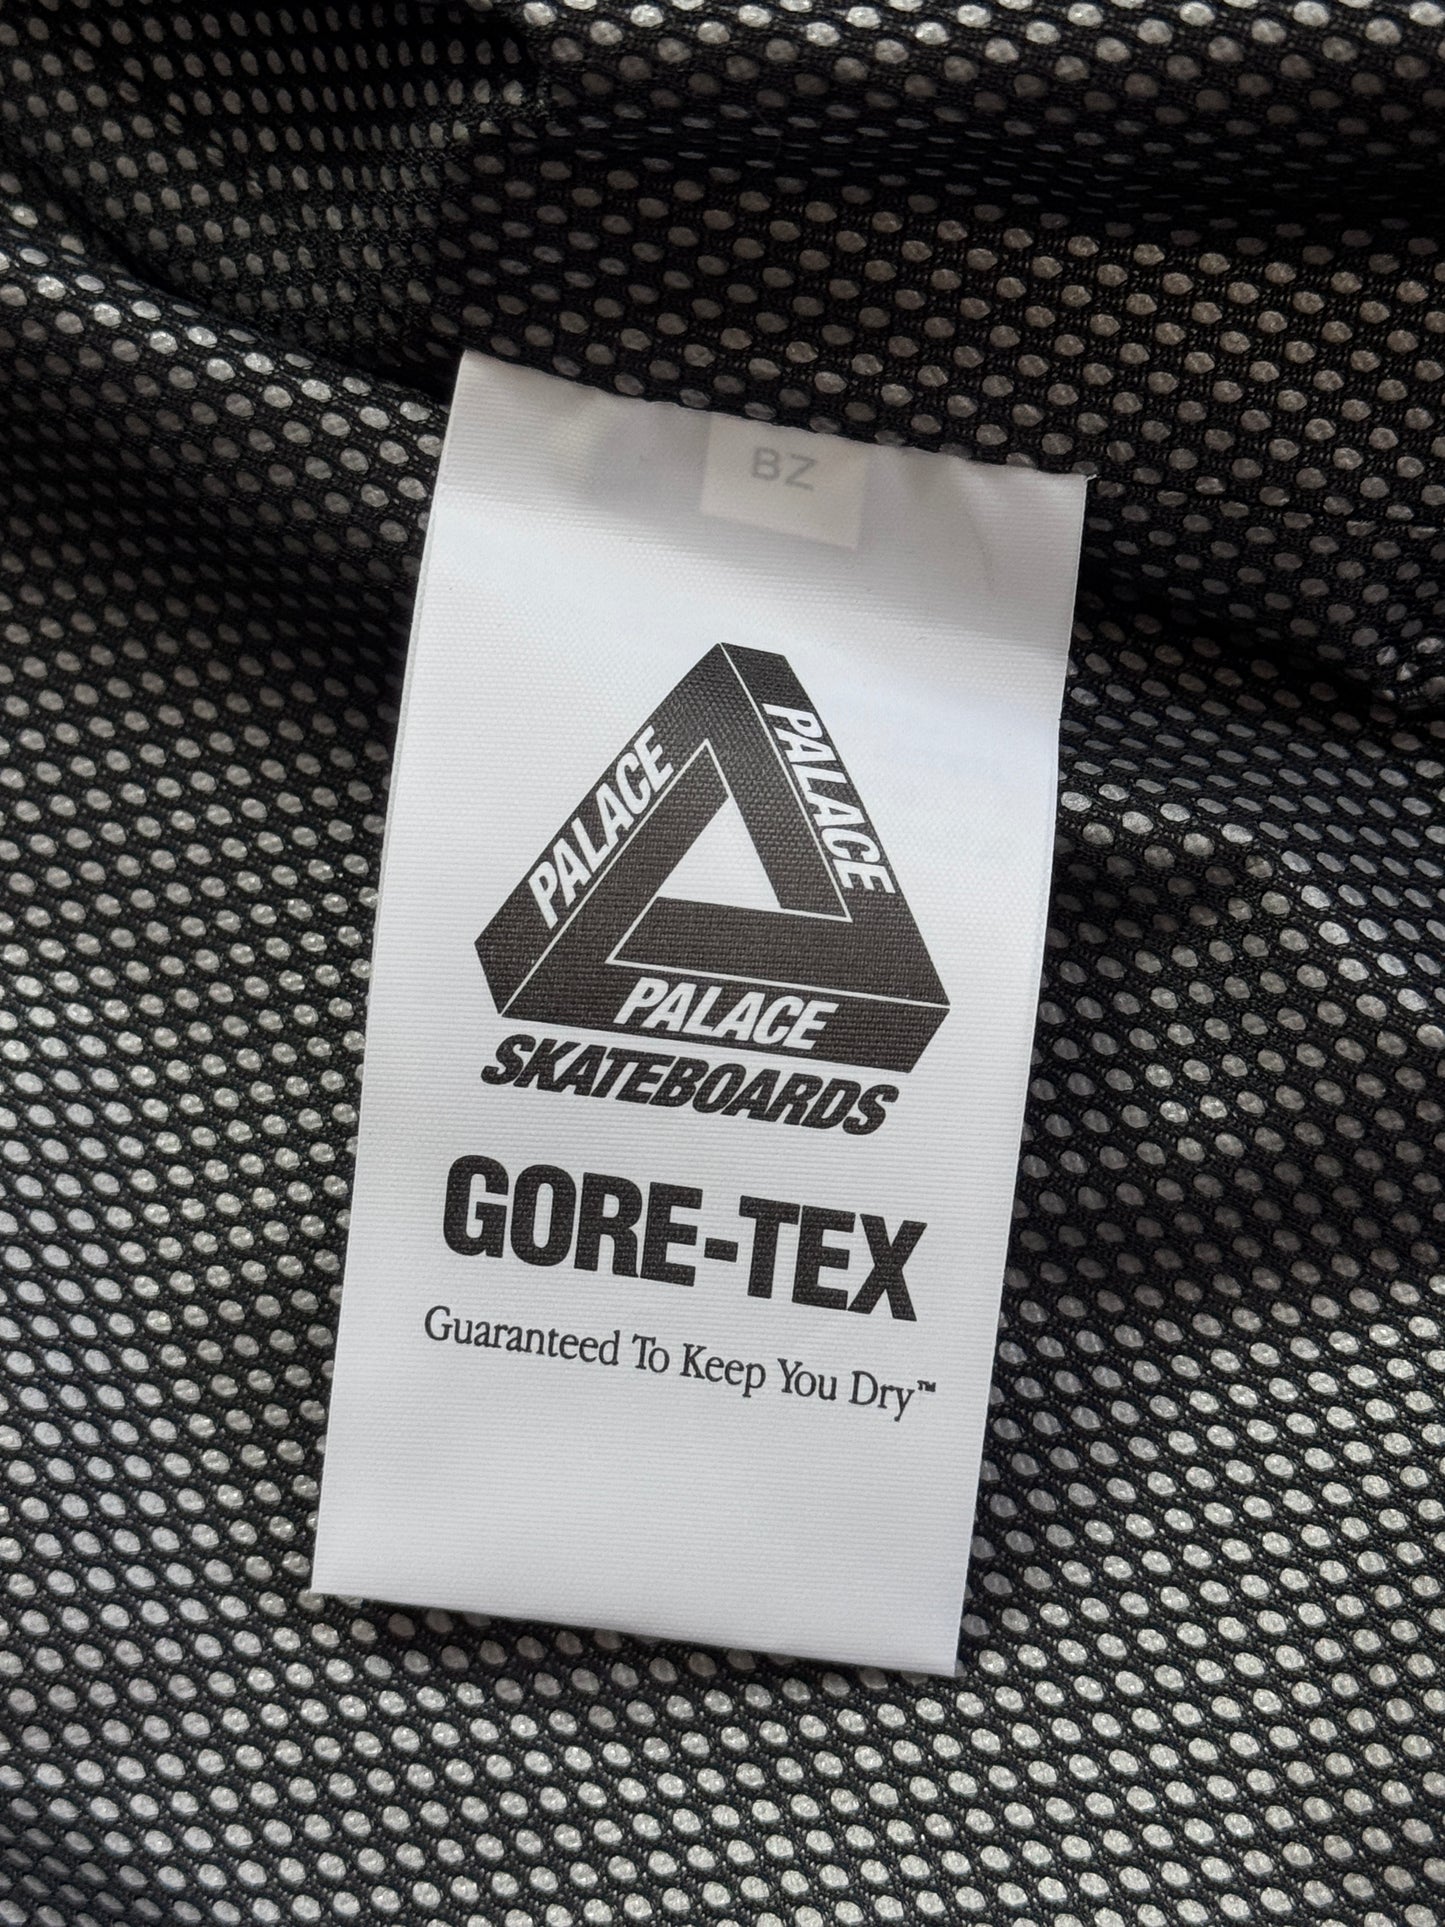 BZ
PALACE
PALACE
PALACE
SKATEBOARDS
GORE-TEX
Guaranteed To Keep You Dry™